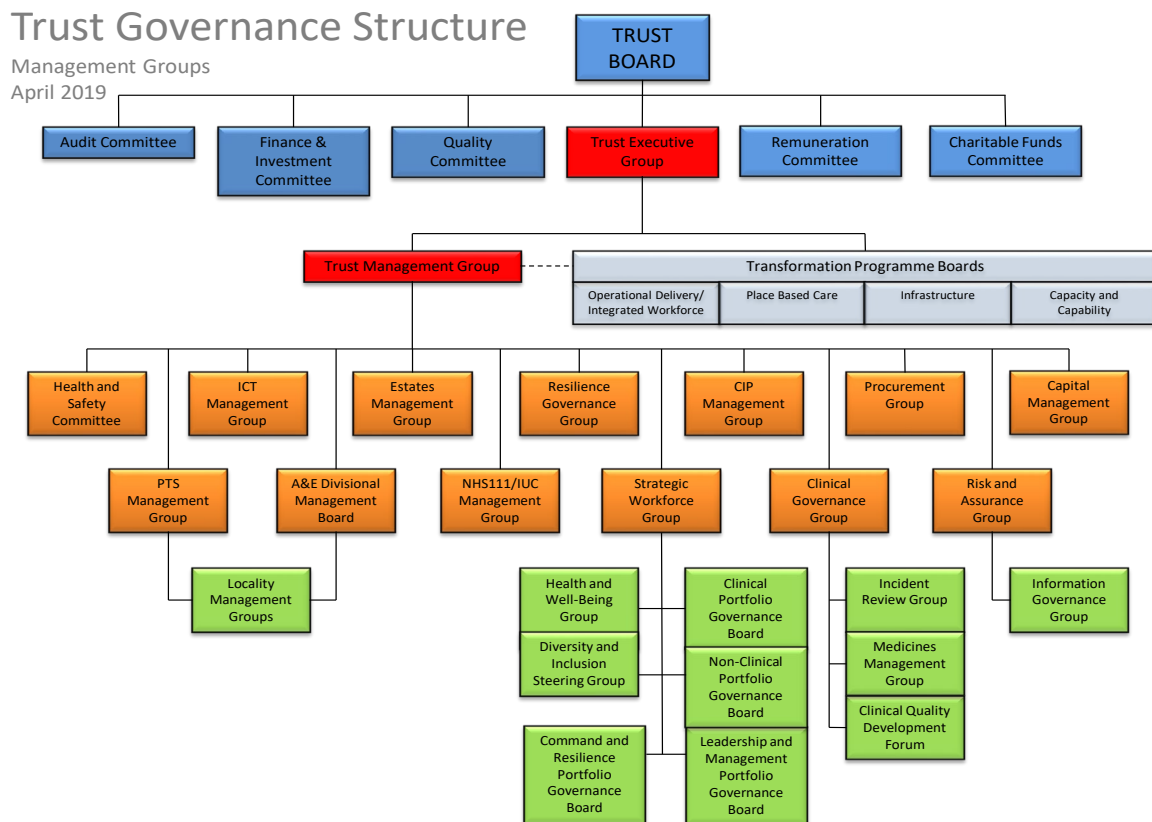 Trust Governance Structure
Management Groups
April 2019
TRUST
BOARD
Audit Committee
Finance &
Investment
Committee
Quality
Committee
Trust Executive
Group
Remuneration
Committee
Charitable Funds
Committee
Trust Management Group
Transformation Programme Boards
Operational Delivery/
Integrated Workforce
Place Based Care
Infrastructure
Capacity and
Capability
Health and
Safety
Committee
ICT
Management
Group
Estates
Management
Group
Resilience
Governance
Group
CIP
Management
Group
Procurement
Group
Capital
Management
Group
PTS
Management
Group
A&E Divisional
Management
Board
NHS111/IUC
Management
Group
Strategic
Workforce
Group
Clinical
Governance
Group
Risk and
Assurance
Group
Locality
Management
Groups
Health and
Well-Being
Group
Clinical
Portfolio
Governance
Board
Incident
Review Group
Information
Governance
Group
Diversity and
Inclusion
Steering Group
Non-Clinical
Portfolio
Governance
Board
Medicines
Management
Group
Clinical Quality
Development
Forum
Command and
Resilience
Portfolio
Governance
Board
Leadership and
Management
Portfolio
Governance
Board